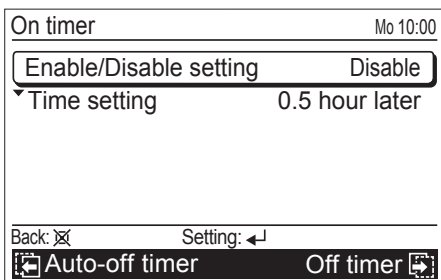 On timer Mo 10:00
Enable/Disable setting Disable
Time setting 0.5 hour later
Back: Setting:
Auto-off timer Off timer